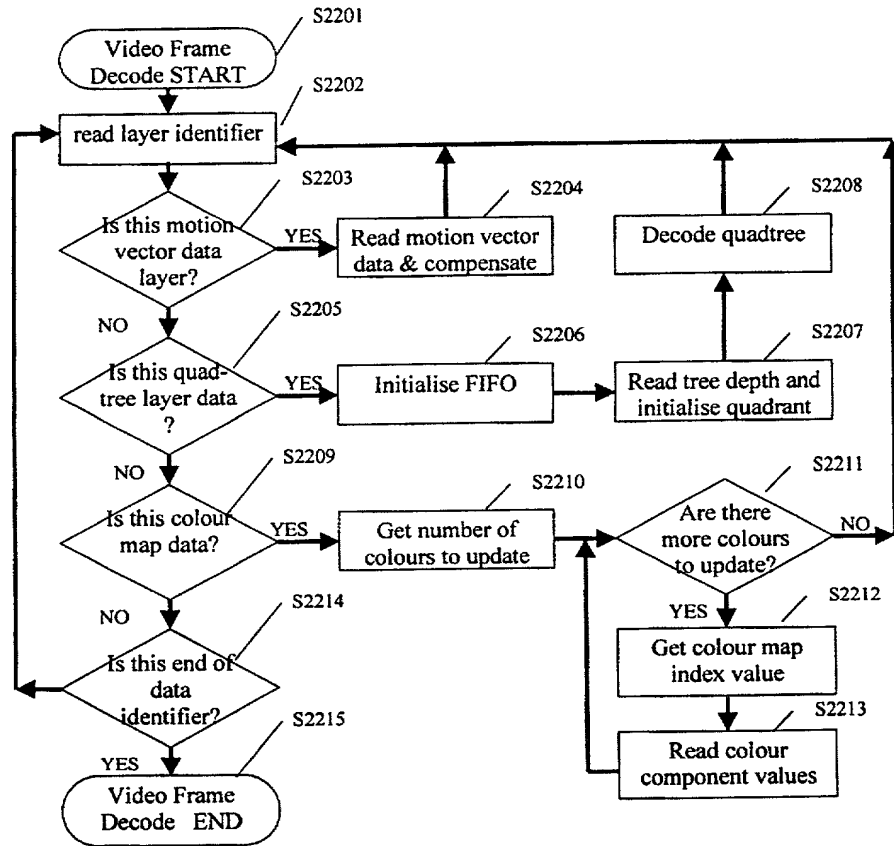 S2201
Video Frame
Decode START
S2202
read layer identifier
S2203
S2204
S2208
Is this motion
vector data
layer?
YES
Read motion vector
data & compensate
Decode quadtree
NO
S2205
S2206
S2207
Is this quad-
tree layer data
?
YES
Initialise FIFO
Read tree depth and
initialise quadrant
NO
S2209
S2210
S2211
Is this colour
map data?
YES
Get number of
colours to update
Are there
more colours
to update?
NO
NO
S2214
YES
S2212
Is this end of
data
identifier?
Get colour map
index value
S2215
S2213
YES
Read colour
component values
Video Frame
Decode END